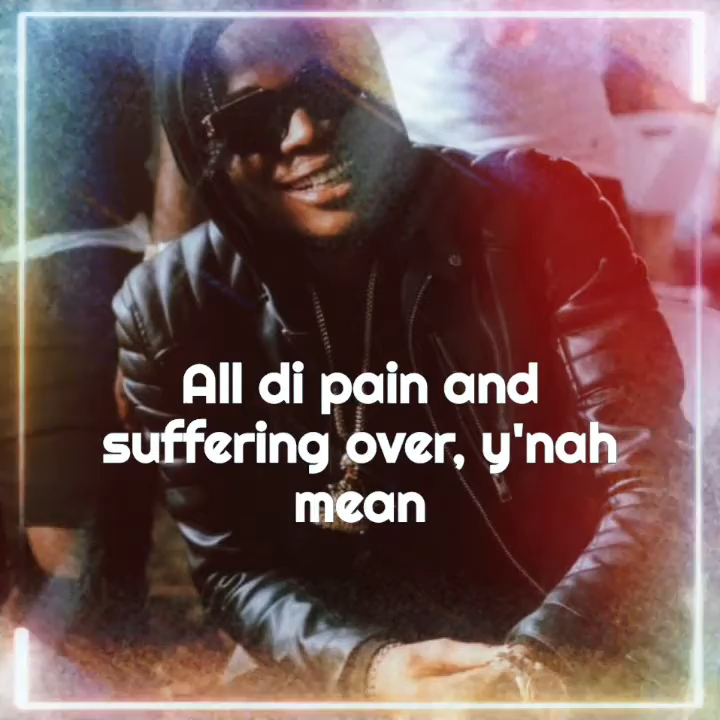 All di pain and
suffering over, y'nah
mean